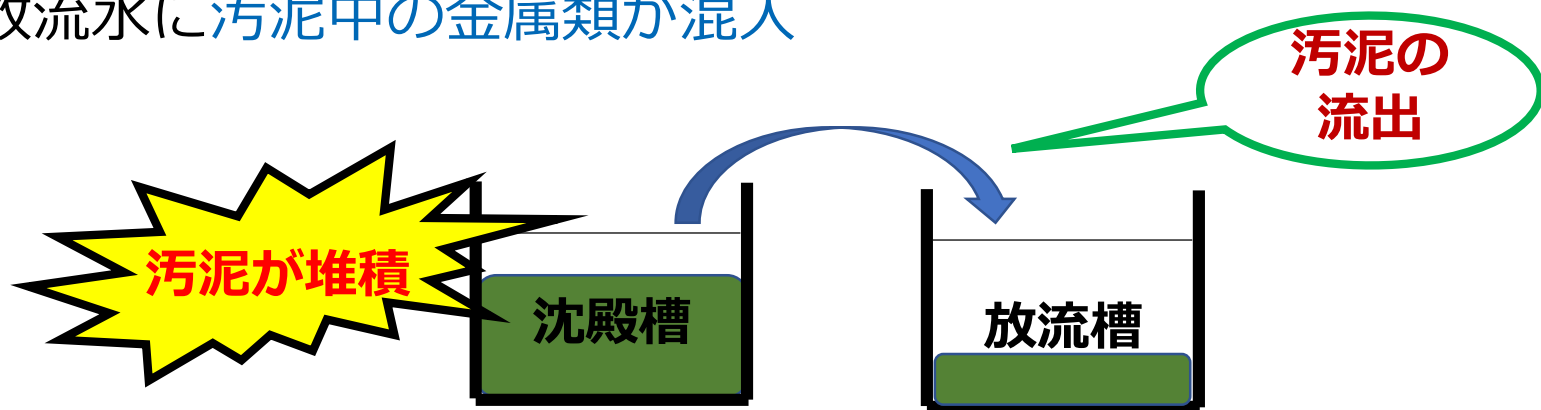 放流水に汚泥中の金属類が混入
汚泥の
流出
汚泥が堆積
沈殿槽
放流槽